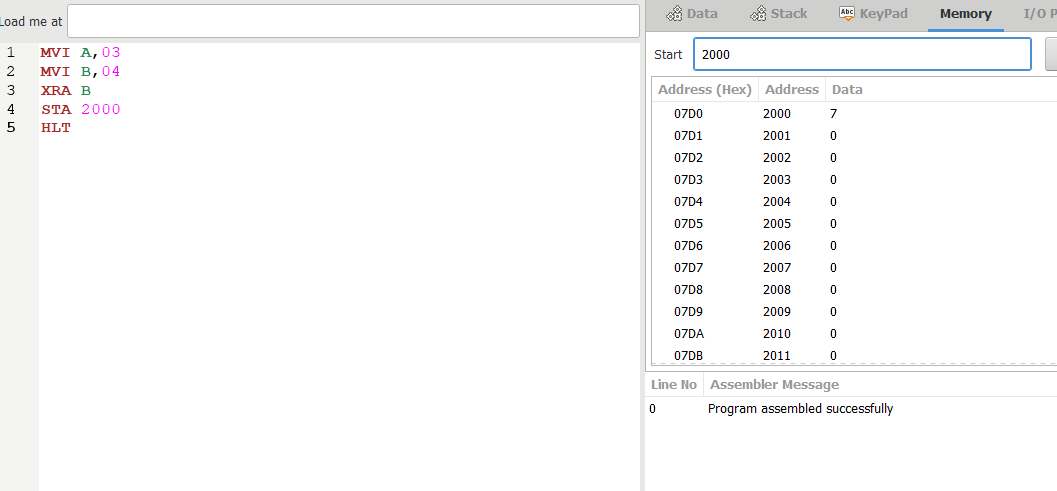 Load me at
1 MVI A,03
2 MVI B,04
3 XRA B
4 STA 2000
5 HLT
Data Stack Abc KeyPad Memory I/O P
Start 2000
Address (Hex) Address Data
07D0 2000 7
07D1 2001 0
07D2 2002 0
07D3 2003 0
07D4 2004 0
07D5 2005 0
07D6 2006 0
07D7 2007 0
07D8 2008 0
07D9 2009 0
07DA 2010 0
07DB 2011 0
Line No Assembler Message
0 Program assembled successfully